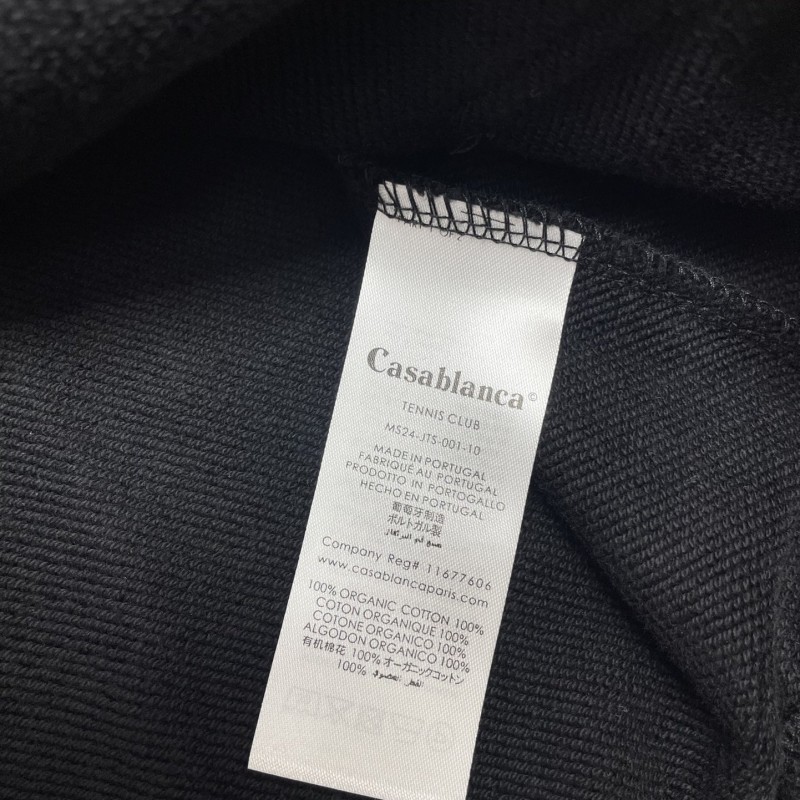 Casablanca©
TENNIS CLUB
MS24-JTS-001-10
MADE IN PORTUGAL
FABRIQUÉ AU PORTUGAL
PRODOTTO IN PORTOGALLO
HECHO EN PORTUGAL
葡萄牙制造
ポルトガル製
Company Reg# 11677606
www.casablancaparis.com
100% ORGANIC COTTON 100%
COTON ORGANIQUE 100%
COTONE ORGANICO 100%
ALGODON ORGANICO 100%
有机棉花 100% オーガニックコットン
100%